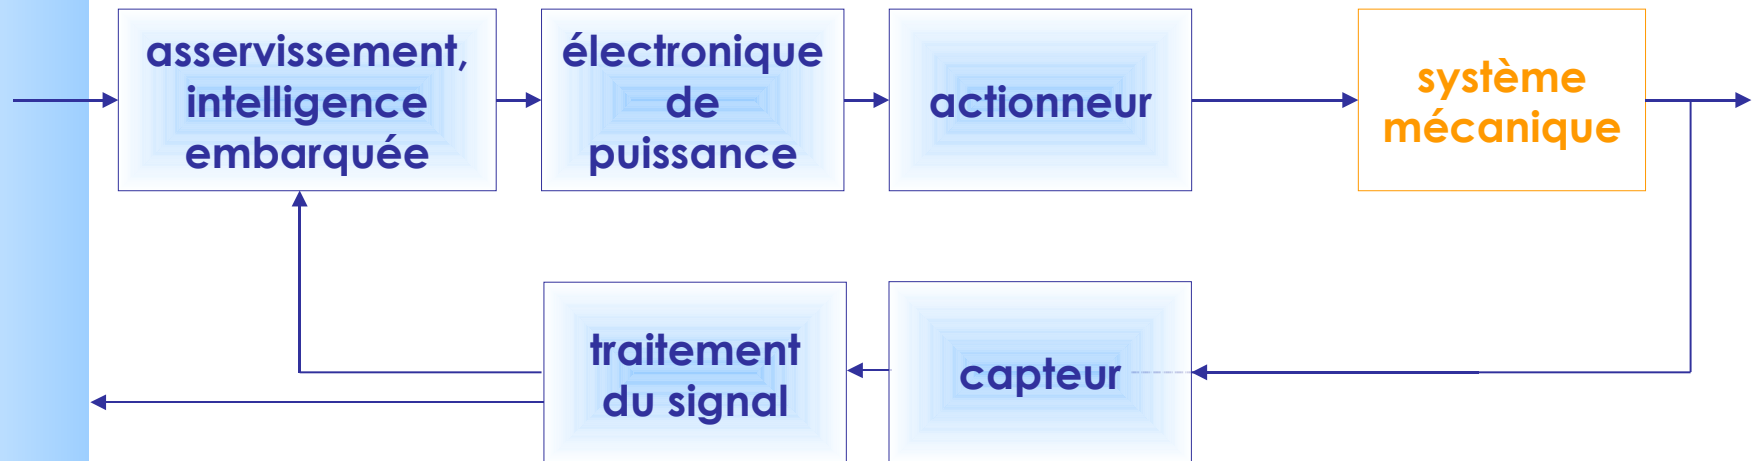 asservissement,
intelligence
embarquée
électronique
de
puissance
actionneur
système
mécanique
traitement
du signal
capteur